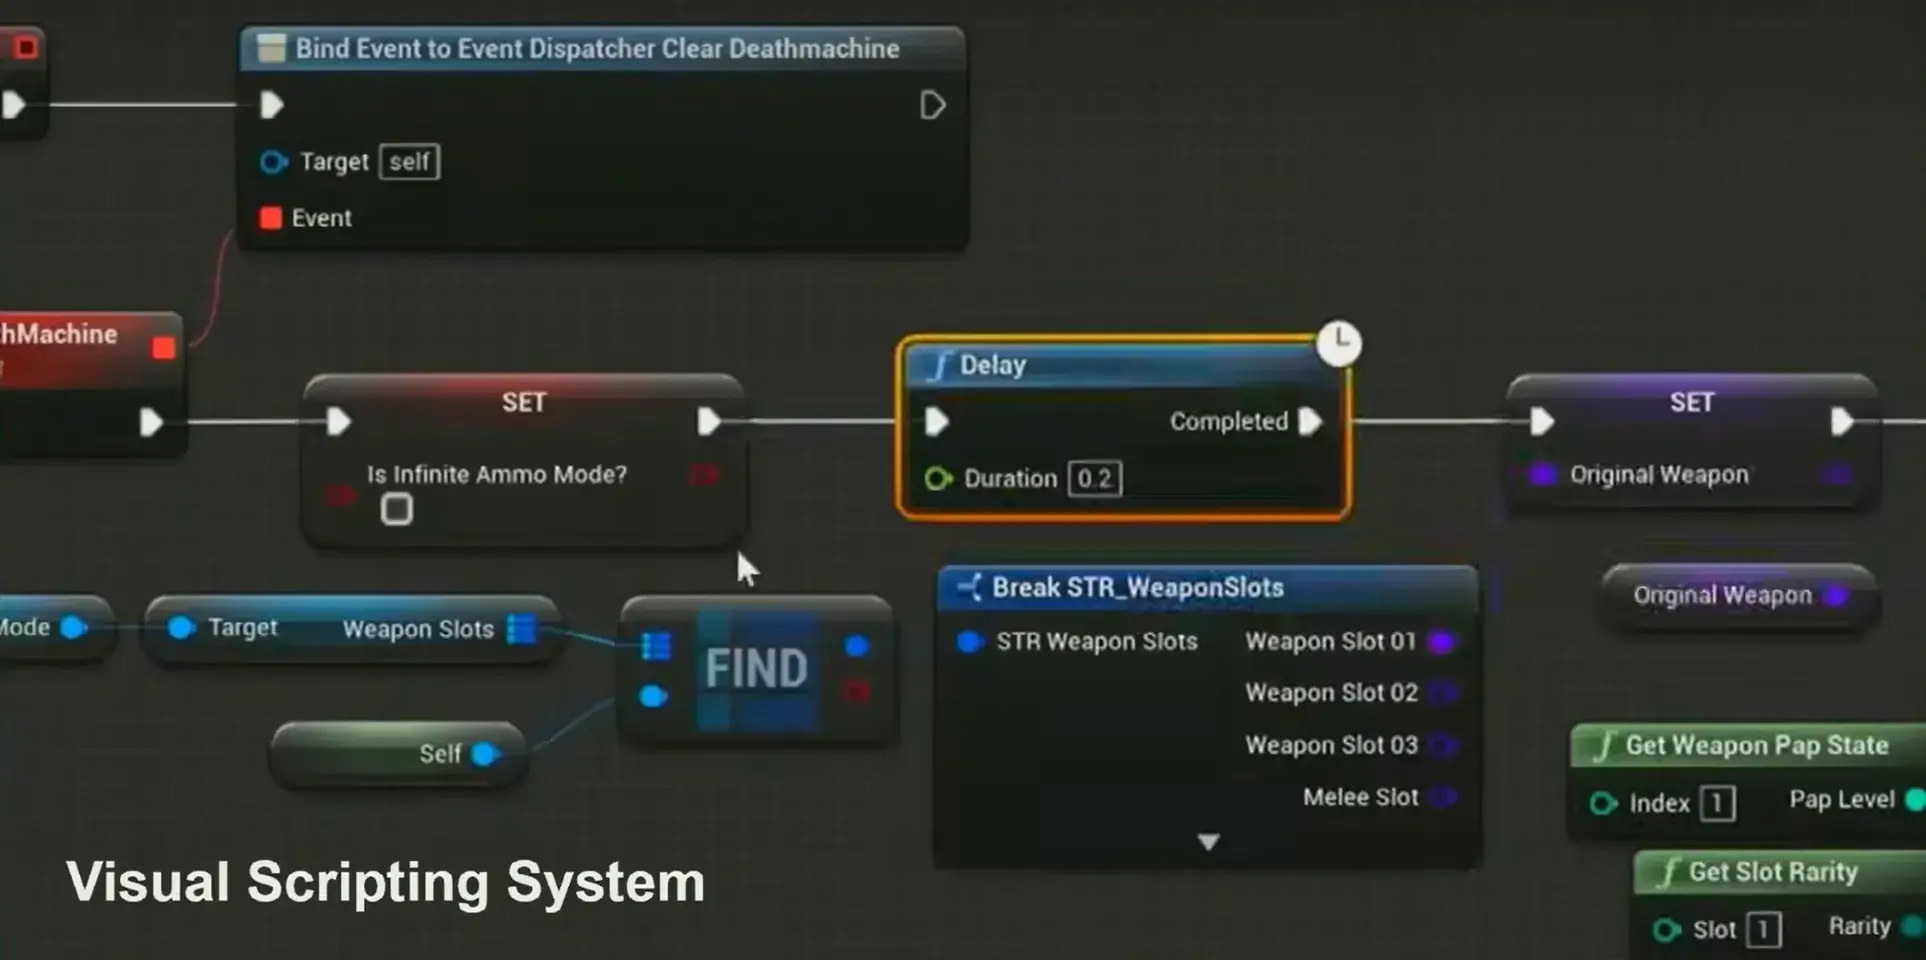 Bind Event to Event Dispatcher Clear Deathmachine
Target self
Event
thMachine
SET
Is Infinite Ammo Mode?
Delay
Completed
Duration 0.2
SET
Original Weapon
Mode
Target Weapon Slots
FIND
Self
Break STR_WeaponSlots
STR Weapon Slots Weapon Slot 01
Weapon Slot 02
Weapon Slot 03
Melee Slot
Original Weapon
Get Weapon Pap State
Index 1 Pap Level
Get Slot Rarity
Slot 1 Rarity
Visual Scripting System